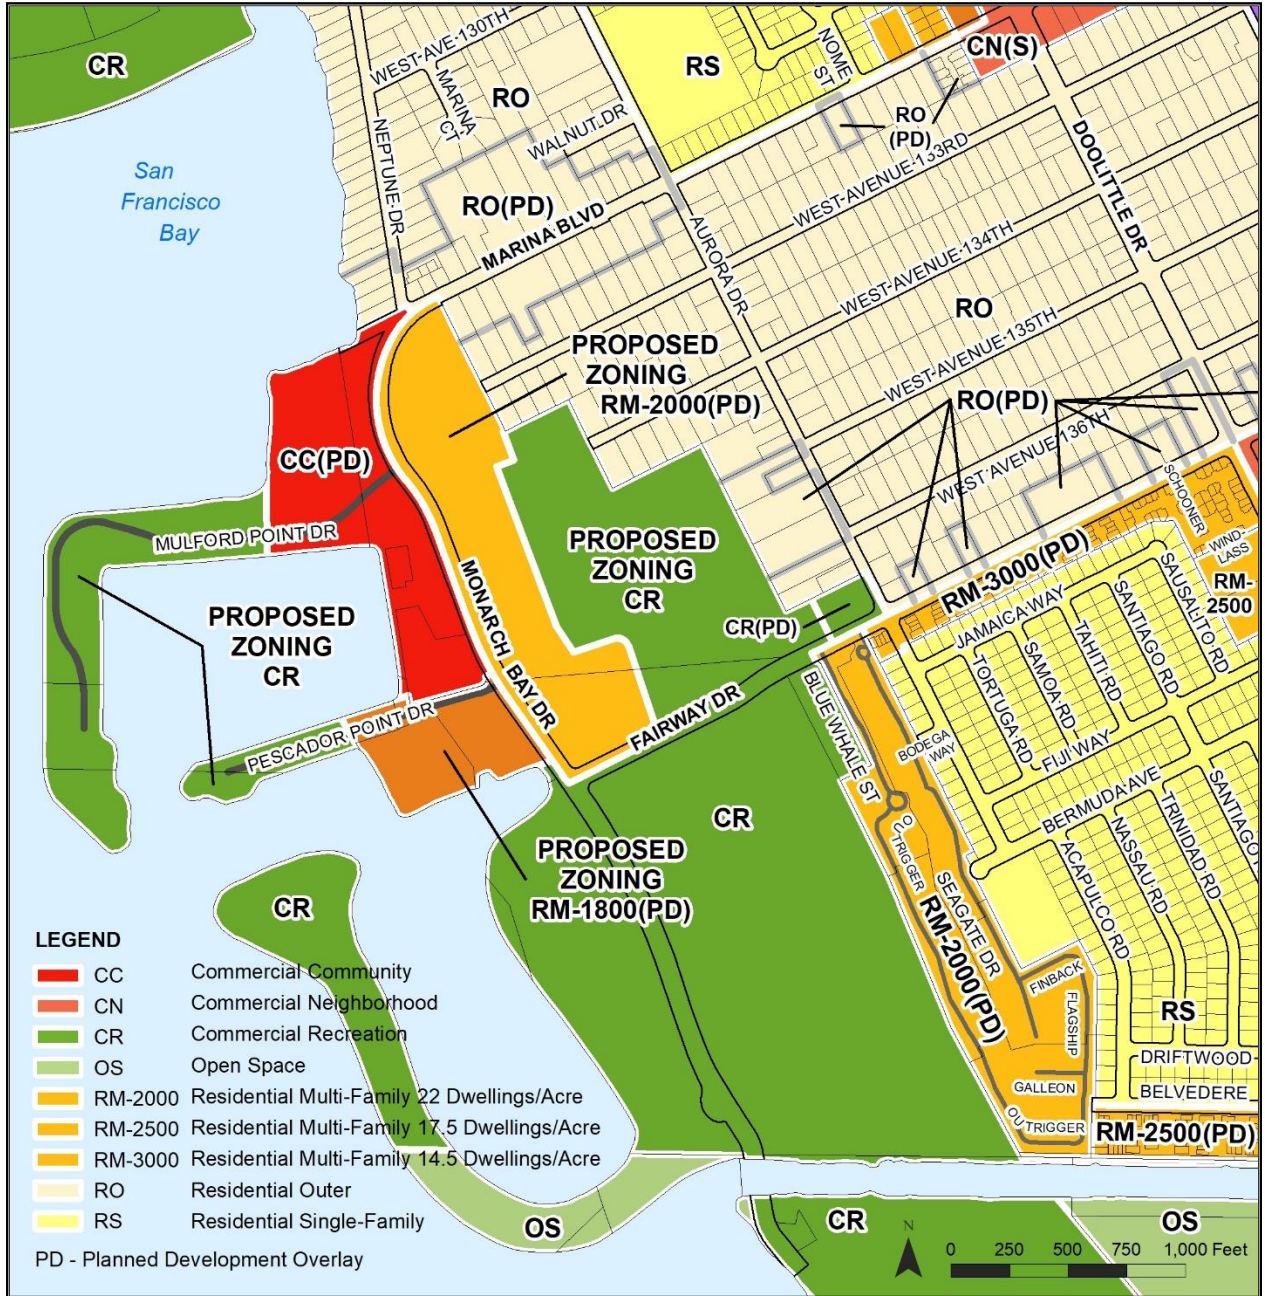 CR
WEST AVE 130TH
MARINA CT
RO
WALNUT DR
NEPTUNE DR
RS
NOME ST
CN(S)
RO
(PD)
San
Francisco
Bay
RO(PD)
MARINA BLVD
WEST AVENUE 133RD
DOOLITTLE DR
AURORA DR
WEST AVENUE 134TH
RO
WEST AVENUE 135TH
PROPOSED
ZONING
RM-2000(PD)
RO(PD)
WEST AVENUE 136TH
SCHOONER
WIND-
LASS
RM-
2500
CC(PD)
MULFORD POINT DR
PROPOSED
ZONING
CR
PROPOSED
ZONING
CR
MONARCH BAY DR
CR(PD)
RM-3000(PD)
JAMAICA WAY
SAUSALITO RD
SANTIAGO RD
TAHITI RD
SAMOA RD
TORTUGA RD
FIJI WAY
PESCADOR POINT DR
FAIRWAY DR
BLUE WHALE ST
BODEGA
WAY
BERMUDA AVE
SANTIAGO
TRINIDAD RD
NASSAU RD
ACAPULCO RD
CR
PROPOSED
ZONING
RM-1800(PD)
OUTRIGGER
SEAGATE DR
RM-2000(PD)
CR
FINBACK
FLAGSHIP
RS
DRIFTWOOD
BELVEDERE
GALLEON
OUTRIGGER
RM-2500(PD)
LEGEND
CC Commercial Community
CN Commercial Neighborhood
CR Commercial Recreation
OS Open Space
RM-2000 Residential Multi-Family 22 Dwellings/Acre
RM-2500 Residential Multi-Family 17.5 Dwellings/Acre
RM-3000 Residential Multi-Family 14.5 Dwellings/Acre
RO Residential Outer
RS Residential Single-Family
PD - Planned Development Overlay
OS
CR
OS
N
0 250 500 750 1,000 Feet